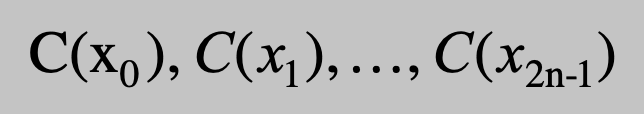 C(x₀), C(x₁),…, C(x₂ₙ₋₁)